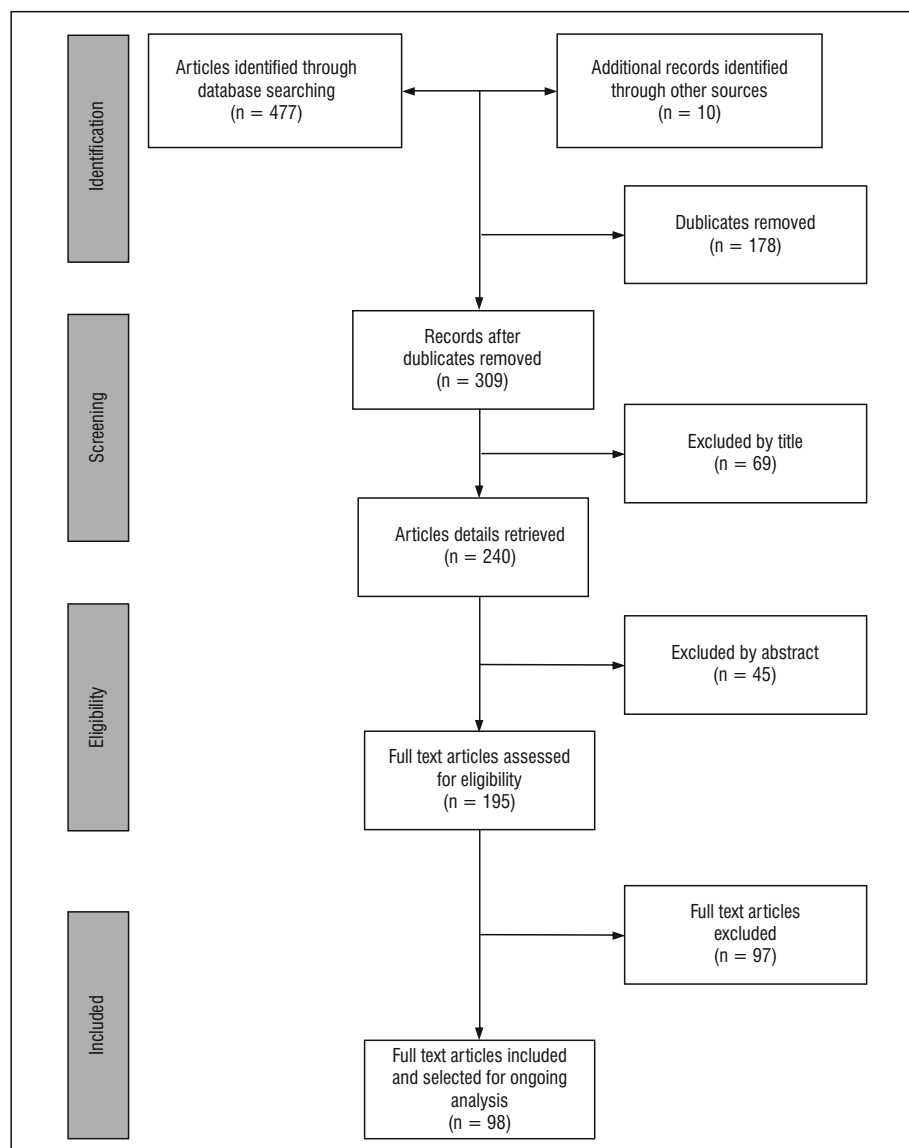 Identification
Articles identified through
database searching
(n = 477)
Additional records identified
through other sources
(n = 10)
Dublicates removed
(n = 178)
Screening
Records after
dublicates removed
(n = 309)
Excluded by title
(n = 69)
Articles details retrieved
(n = 240)
Eligibility
Excluded by abstract
(n = 45)
Full text articles assessed
for eligibility
(n = 195)
Included
Full text articles
excluded
(n = 97)
Full text articles included
and selected for ongoing
analysis
(n = 98)